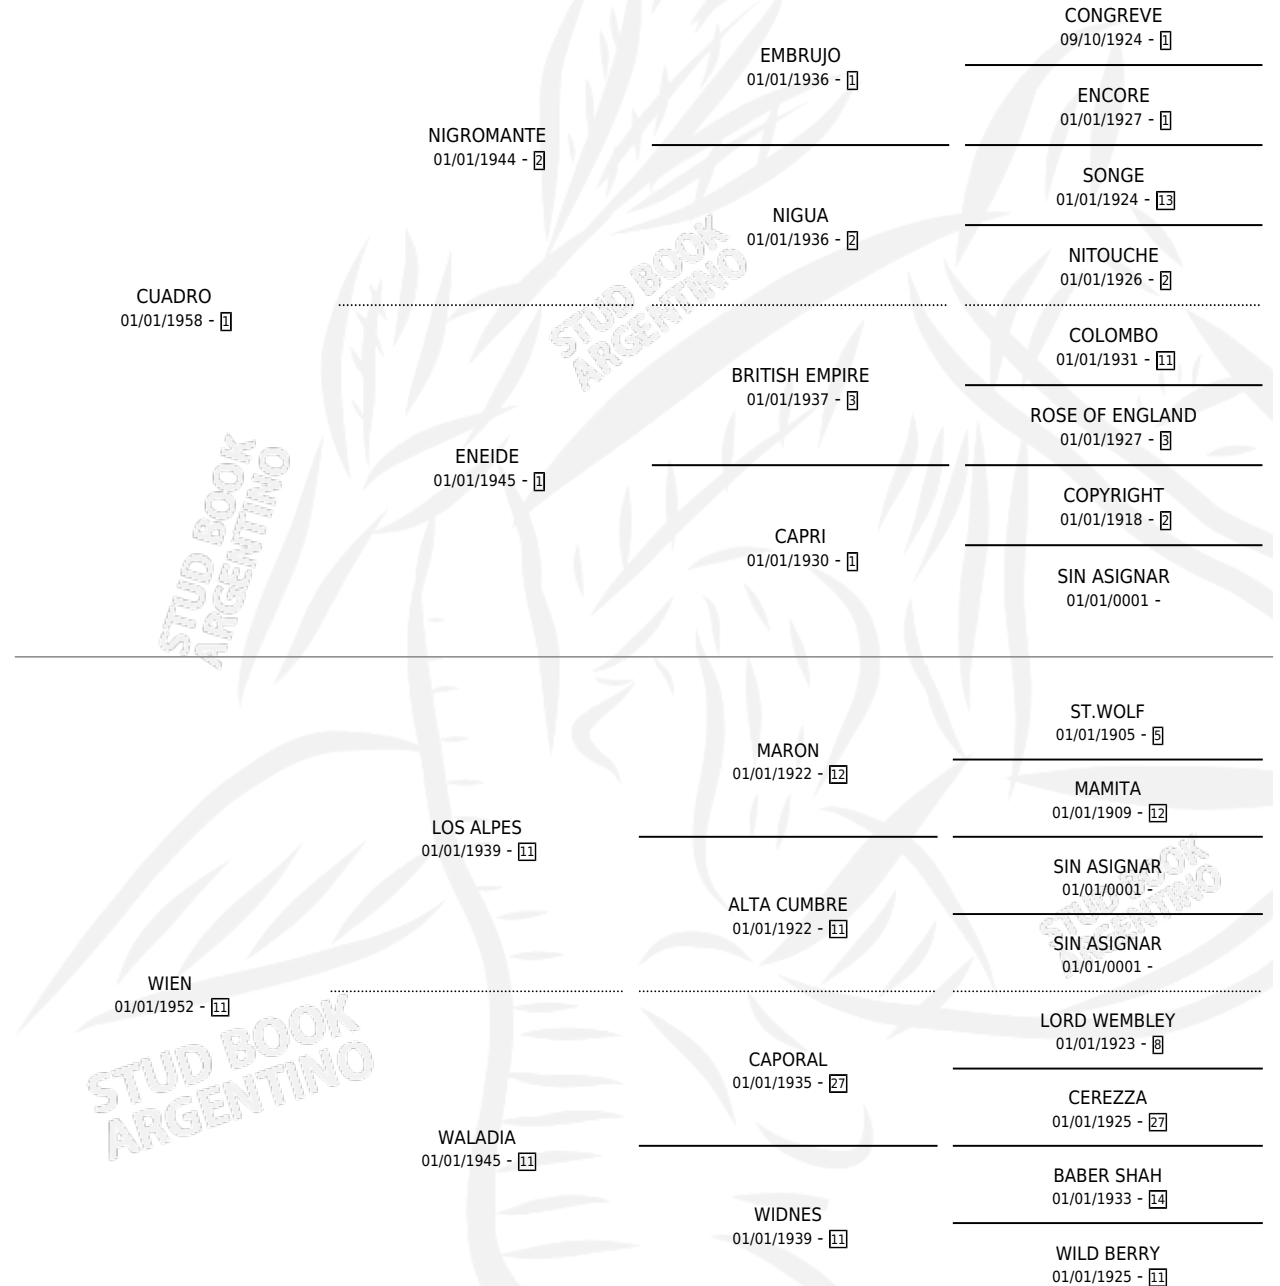 CONGREVE
09/10/1924 - 1
EMBRUJO
01/01/1936 - 1
ENCORE
01/01/1927 - 1
NIGROMANTE
01/01/1944 - 2
SONGE
01/01/1924 - 13
NIGUA
01/01/1936 - 2
NITOUCHE
01/01/1926 - 2
CUADRO
01/01/1958 - 1
COLOMBO
01/01/1931 - 11
BRITISH EMPIRE
01/01/1937 - 3
ROSE OF ENGLAND
01/01/1927 - 3
ENEIDE
01/01/1945 - 1
COPYRIGHT
01/01/1918 - 2
CAPRI
01/01/1930 - 1
SIN ASIGNAR
01/01/0001 -
ST.WOLF
01/01/1905 - 5
MARON
01/01/1922 - 12
MAMITA
01/01/1909 - 12
LOS ALPES
01/01/1939 - 11
SIN ASIGNAR
01/01/0001 -
ALTA CUMBRE
01/01/1922 - 11
SIN ASIGNAR
01/01/0001 -
WIEN
01/01/1952 - 11
LORD WEMBLEY
01/01/1923 - 8
CAPORAL
01/01/1935 - 27
CEREZZA
01/01/1925 - 27
WALADIA
01/01/1945 - 11
BABER SHAH
01/01/1933 - 14
WIDNES
01/01/1939 - 11
WILD BERRY
01/01/1925 - 11
STUD BOOK
ARGENTINO
STUD BOOK
ARGENTINO
STUD BOOK
ARGENTINO
STUD BOOK
ARGENTINO